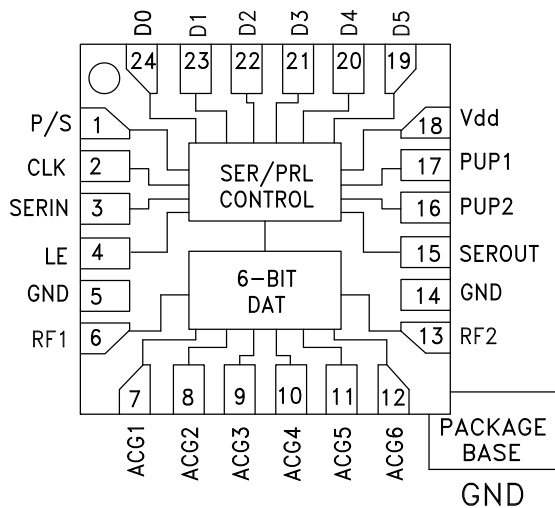 D0 D1 D2 D3 D4 D5
24 23 22 21 20 19
P/S 1 18 Vdd
CLK 2 17 PUP1
SERIN 3 16 PUP2
LE 4 15 SEROUT
GND 5 14 GND
RF1 6 13 RF2
SER/PRL
CONTROL
6-BIT
DAT
7 8 9 10 11 12
ACG1 ACG2 ACG3 ACG4 ACG5 ACG6
PACKAGE
BASE
GND